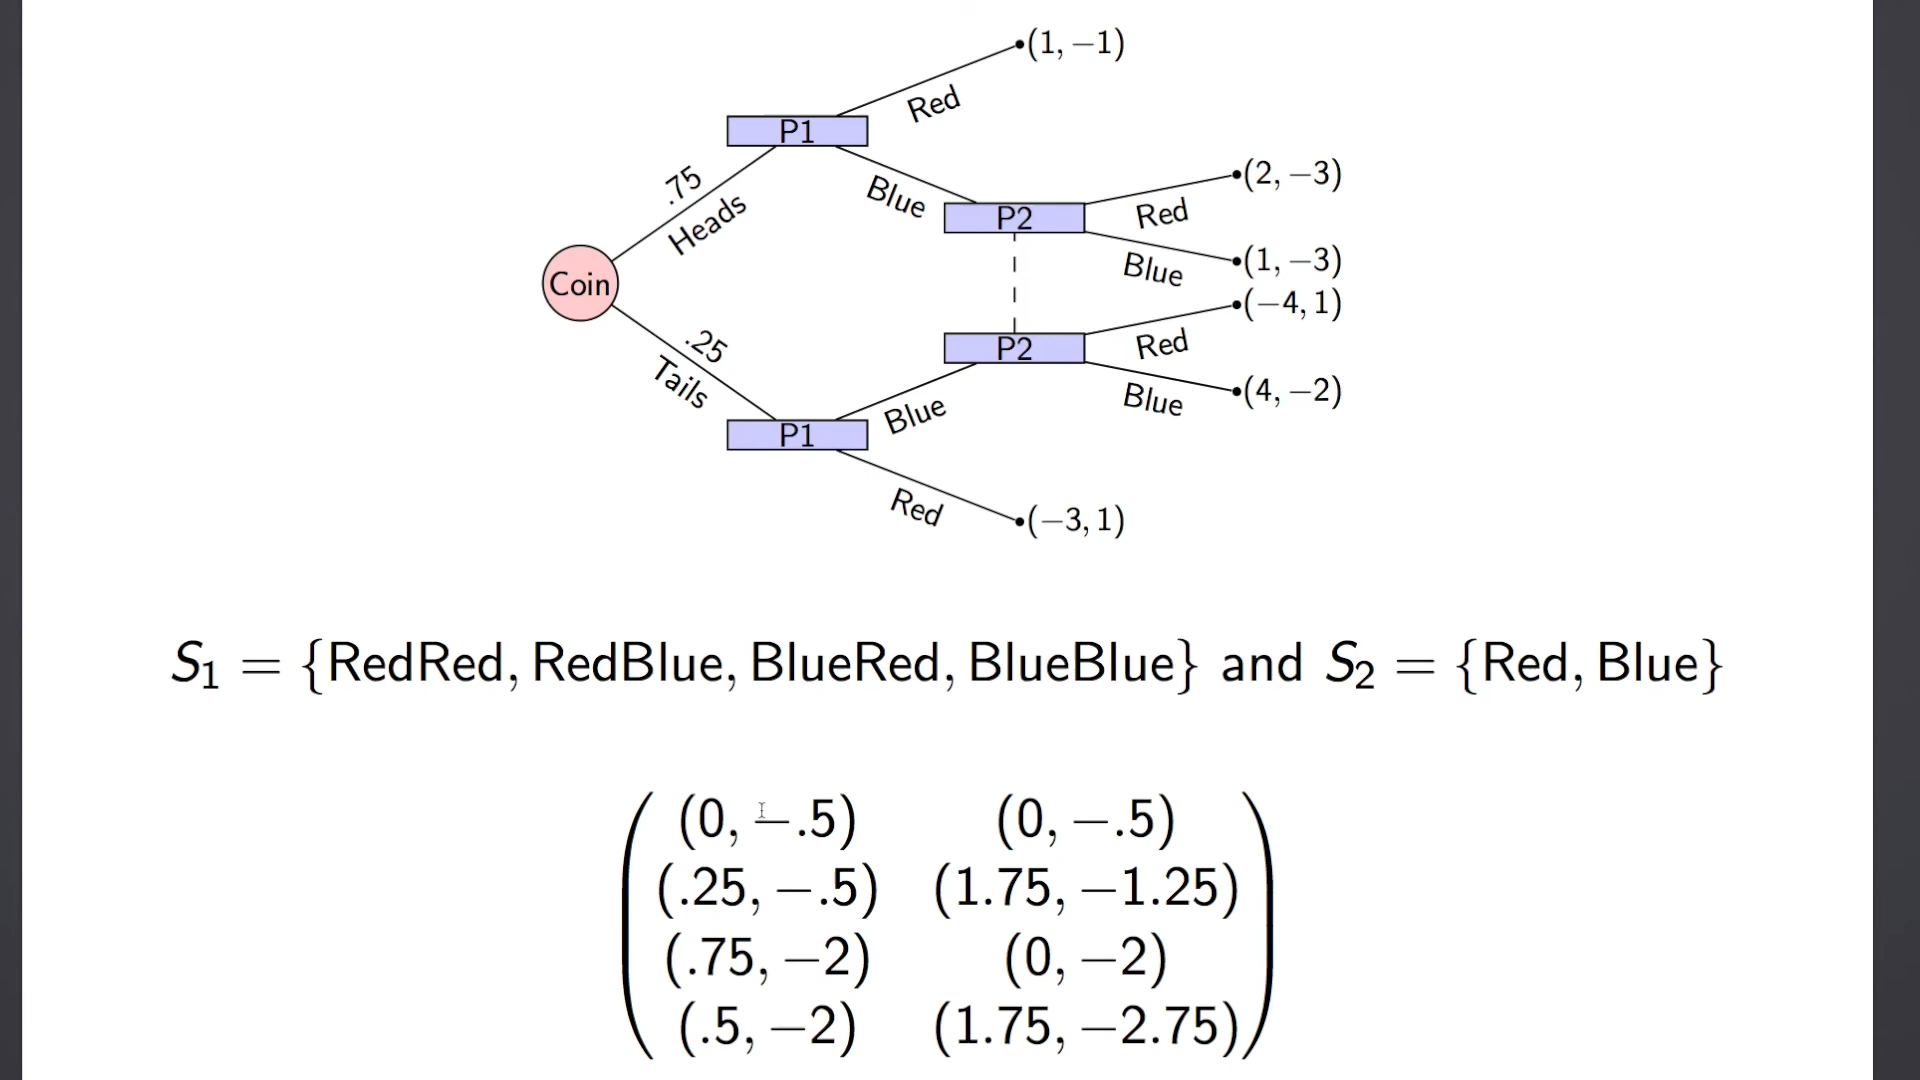 (1, −1)
Red
P1
.75
Heads
Blue
(2, −3)
P2
Red
(1, −3)
Blue
Coin
(−4, 1)
P2
Red
.25
Tails
(4, −2)
Blue
Blue
P1
Red
(−3, 1)
S₁ = {RedRed, RedBlue, BlueRed, BlueBlue} and S₂ = {Red, Blue}
(0, −.5) (0, −.5)
(.25, −.5) (1.75, −1.25)
(.75, −2) (0, −2)
(.5, −2) (1.75, −2.75)